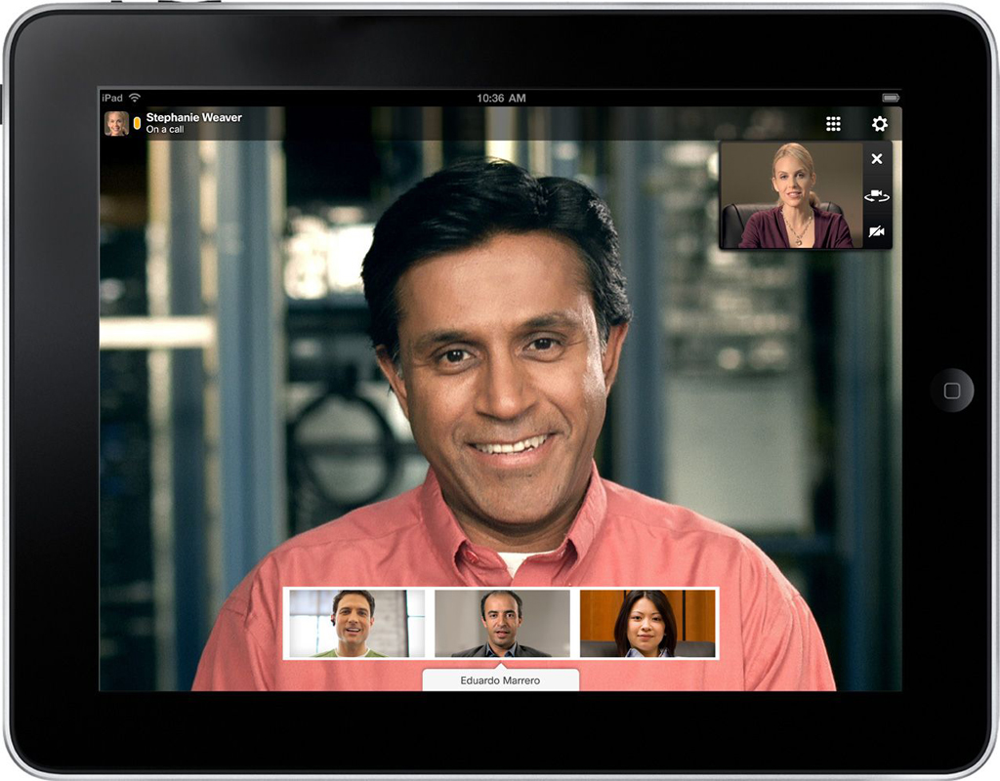 iPad
10:36 AM
Stephanie Weaver
On a call
Eduardo Marrero